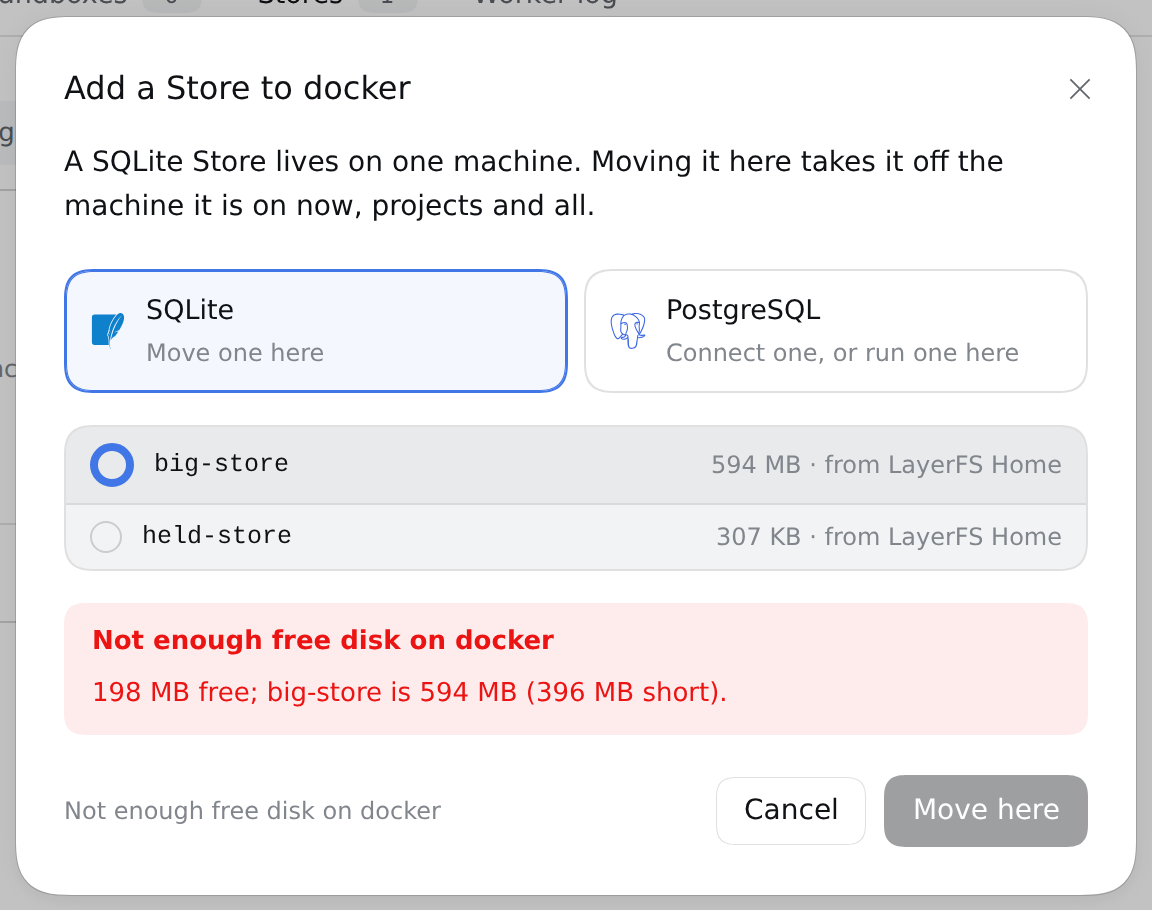 Stores
Worker log
Add a Store to docker
A SQLite Store lives on one machine. Moving it here takes it off the
machine it is on now, projects and all.
SQLite
Move one here
PostgreSQL
Connect one, or run one here
big-store
594 MB · from LayerFS Home
held-store
307 KB · from LayerFS Home
Not enough free disk on docker
198 MB free; big-store is 594 MB (396 MB short).
Not enough free disk on docker
Cancel
Move here